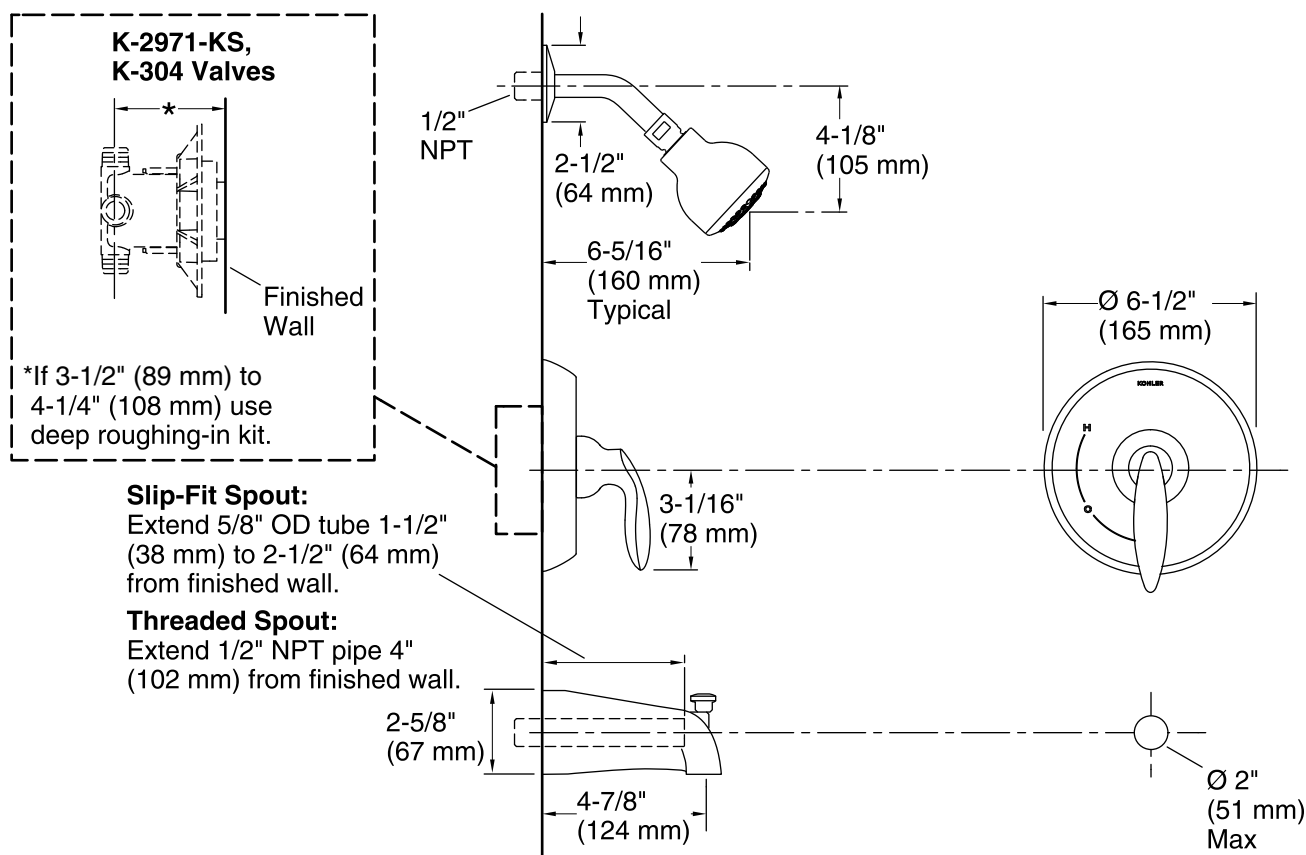 K-2971-KS,
K-304 Valves
*
Finished
Wall
*If 3-1/2" (89 mm) to
4-1/4" (108 mm) use
deep roughing-in kit.
1/2"
NPT
2-1/2"
(64 mm)
4-1/8"
(105 mm)
6-5/16"
(160 mm)
Typical
Ø 6-1/2"
(165 mm)
KOHLER
H
C
3-1/16"
(78 mm)
Slip-Fit Spout:
Extend 5/8" OD tube 1-1/2"
(38 mm) to 2-1/2" (64 mm)
from finished wall.
Threaded Spout:
Extend 1/2" NPT pipe 4"
(102 mm) from finished wall.
2-5/8"
(67 mm)
4-7/8"
(124 mm)
Ø 2"
(51 mm)
Max